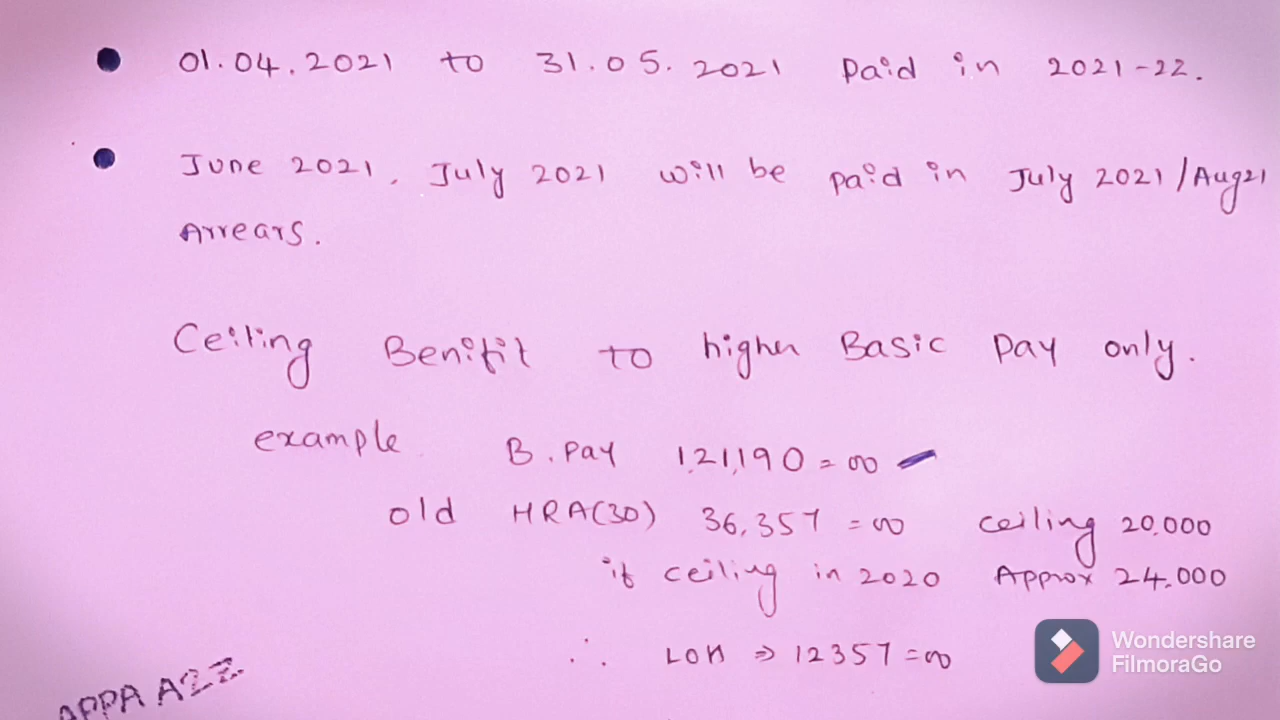 01.04.2021 to 31.05.2021 Paid in 2021-22.
June 2021, July 2021 will be paid in July 2021/Aug21
Arrears.
Ceiling Benifit to higher Basic Pay only.
example B.Pay 1,21,190=00
old HRA(30) 36,357=00 ceiling 20,000
if ceiling in 2020 Approx 24,000
∴ Loss ⇒ 12357=00
Wondershare
FilmoraGo
APPA A2Z